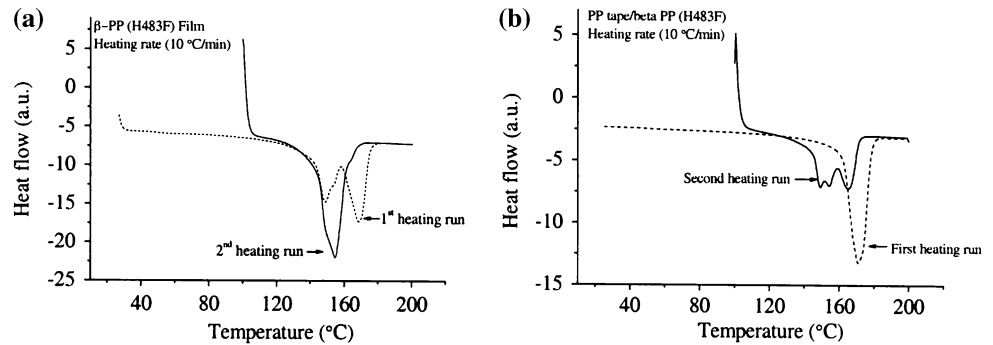 (a)
β-PP (H483F) Film
Heating rate (10 °C/min)
Heat flow (a.u.)
5
0
-5
-10
-15
-20
-25
1st heating run
2nd heating run
40
80
120
160
200
Temperature (°C)
(b)
PP tape/beta PP (H483F)
Heating rate (10 °C/min)
Heat flow (a.u.)
5
0
-5
-10
-15
Second heating run
First heating run
40
80
120
160
200
Temperature (°C)